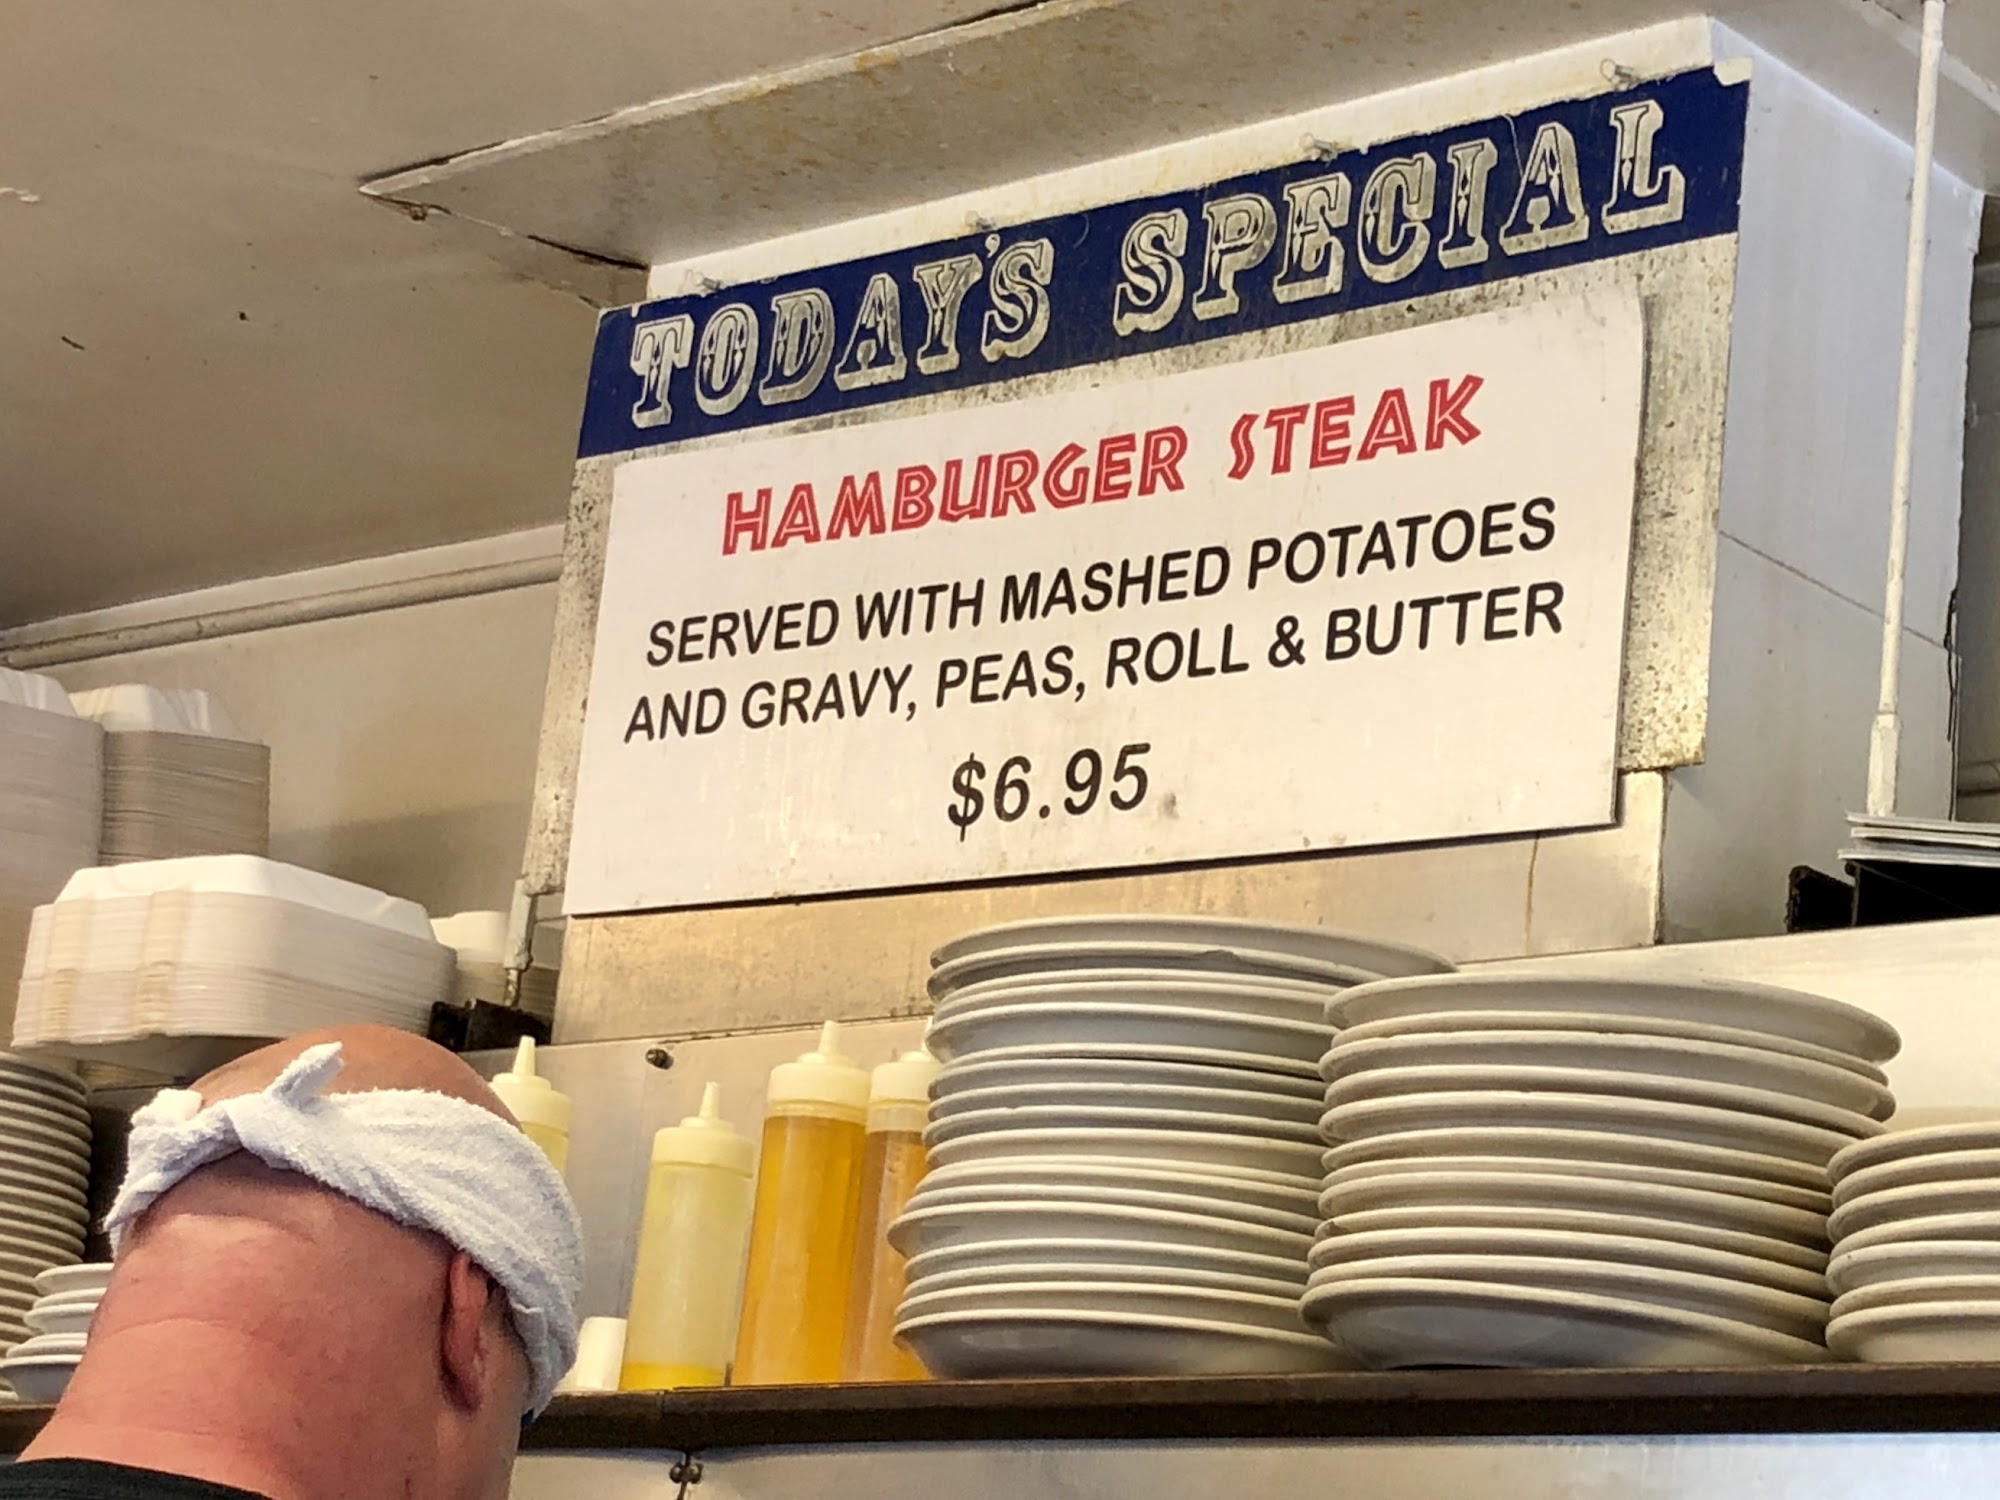 TODAY'S SPECIAL
HAMBURGER STEAK
SERVED WITH MASHED POTATOES
AND GRAVY, PEAS, ROLL & BUTTER
$6.95